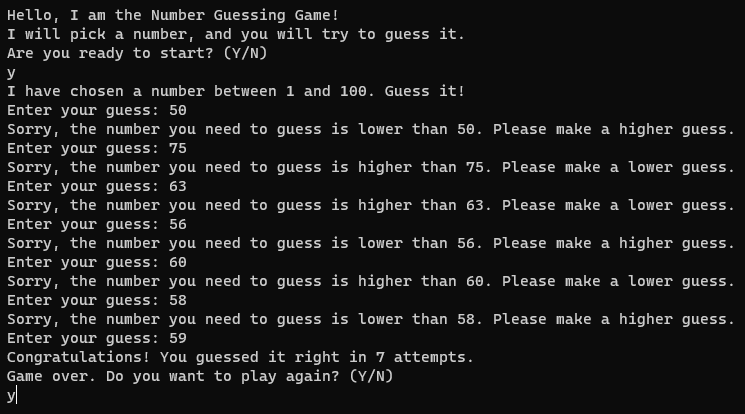 Hello, I am the Number Guessing Game!
I will pick a number, and you will try to guess it.
Are you ready to start? (Y/N)
y
I have chosen a number between 1 and 100. Guess it!
Enter your guess: 50
Sorry, the number you need to guess is lower than 50. Please make a higher guess.
Enter your guess: 75
Sorry, the number you need to guess is higher than 75. Please make a lower guess.
Enter your guess: 63
Sorry, the number you need to guess is higher than 63. Please make a lower guess.
Enter your guess: 56
Sorry, the number you need to guess is lower than 56. Please make a higher guess.
Enter your guess: 60
Sorry, the number you need to guess is higher than 60. Please make a lower guess.
Enter your guess: 58
Sorry, the number you need to guess is lower than 58. Please make a higher guess.
Enter your guess: 59
Congratulations! You guessed it right in 7 attempts.
Game over. Do you want to play again? (Y/N)
y